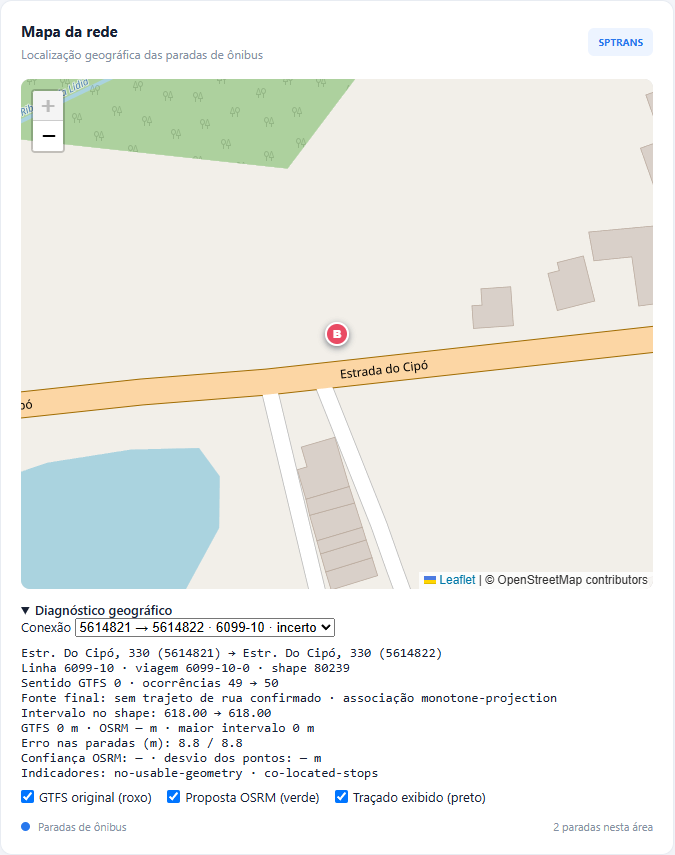 Mapa da rede
Localização geográfica das paradas de ônibus
SPTRANS
Lídia
+
−
B
Estrada do Cipó
pó
Leaflet | © OpenStreetMap contributors
▼ Diagnóstico geográfico
Conexão 5614821 → 5614822 · 6099-10 · incerto
Estr. Do Cipó, 330 (5614821) → Estr. Do Cipó, 330 (5614822)
Linha 6099-10 · viagem 6099-10-0 · shape 80239
Sentido GTFS 0 · ocorrências 49 → 50
Fonte final: sem trajeto de rua confirmado · associação monotone-projection
Intervalo no shape: 618.00 → 618.00
GTFS 0 m · OSRM — m · maior intervalo 0 m
Erro nas paradas (m): 8.8 / 8.8
Confiança OSRM: — · desvio dos pontos: — m
Indicadores: no-usable-geometry · co-located-stops
GTFS original (roxo) Proposta OSRM (verde) Traçado exibido (preto)
Paradas de ônibus
2 paradas nesta área